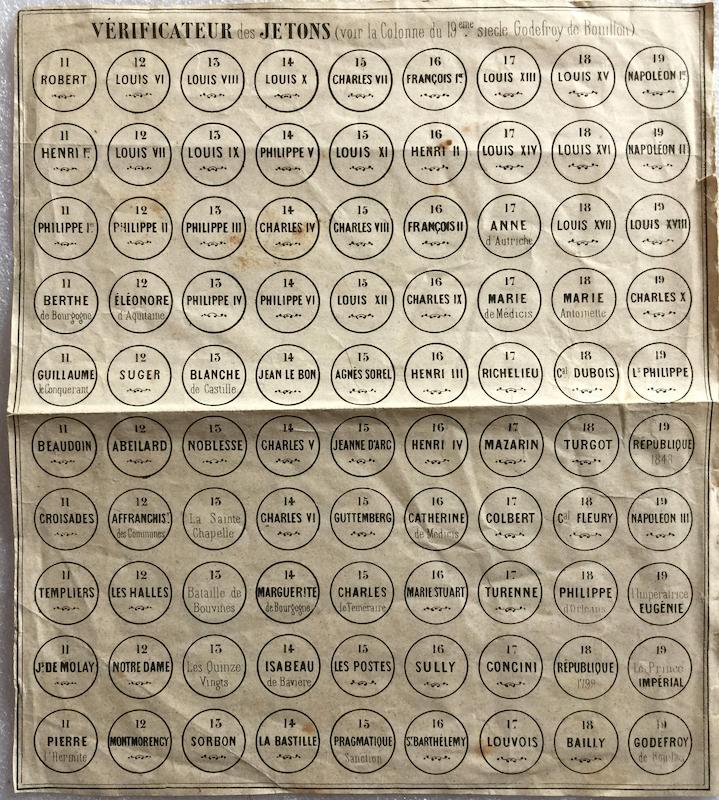 VÉRIFICATEUR des JETONS (voir la Colonne du 19eme siecle Godefroy de Bouillon)
11 12 13 14 15 16 17 18 19
ROBERT LOUIS VI LOUIS VIII LOUIS X CHARLES VII FRANÇOIS Ier LOUIS XIII LOUIS XV NAPOLÉON Ier
11 12 13 14 15 16 17 18 19
HENRI Ier LOUIS VII LOUIS IX PHILIPPE V LOUIS XI HENRI II LOUIS XIV LOUIS XVI NAPOLÉON II
11 12 13 14 15 16 17 18 19
PHILIPPE Ier PHILIPPE II PHILIPPE III CHARLES IV CHARLES VIII FRANÇOIS II ANNE LOUIS XVII LOUIS XVIII
d'Autriche
11 12 13 14 15 16 17 18 19
BERTHE ÉLÉONORE PHILIPPE IV PHILIPPE VI LOUIS XII CHARLES IX MARIE MARIE CHARLES X
de Bourgogne d'Aquitaine de Médicis Antoinette
11 12 13 14 15 16 17 18 19
GUILLAUME SUGER BLANCHE JEAN LE BON AGNÈS SOREL HENRI III RICHELIEU Cal DUBOIS Ls PHILIPPE
le Conquerant de Castille
11 12 13 14 15 16 17 18 19
BEAUDOIN ABEILARD NOBLESSE CHARLES V JEANNE D'ARC HENRI IV MAZARIN TURGOT RÉPUBLIQUE
1848
11 12 13 14 15 16 17 18 19
CROISADES AFFRANCHISt La Sainte CHARLES VI GUTTEMBERG CATHERINE COLBERT Cal FLEURY NAPOLÉON III
des Communes Chapelle de Médicis
11 12 13 14 15 16 17 18 19
TEMPLIERS LES HALLES Bataille de MARGUERITE CHARLES MARIE STUART TURENNE PHILIPPE l'Imperatrice
Bouvines de Bourgogne le Téméraire d'Orléans EUGÉNIE
11 12 13 14 15 16 17 18 19
Js DE MOLAY NOTRE DAME Les Quinze ISABEAU LES POSTES SULLY CONCINI RÉPUBLIQUE Le Prince
Vingts de Bavière IMPÉRIAL
11 12 13 14 15 16 17 18 19
PIERRE MONTMORENCY SORBON LA BASTILLE PRAGMATIQUE St BARTHÉLEMY LOUVOIS BAILLY GODEFROY
l'Hermite Sanction de Bouillon